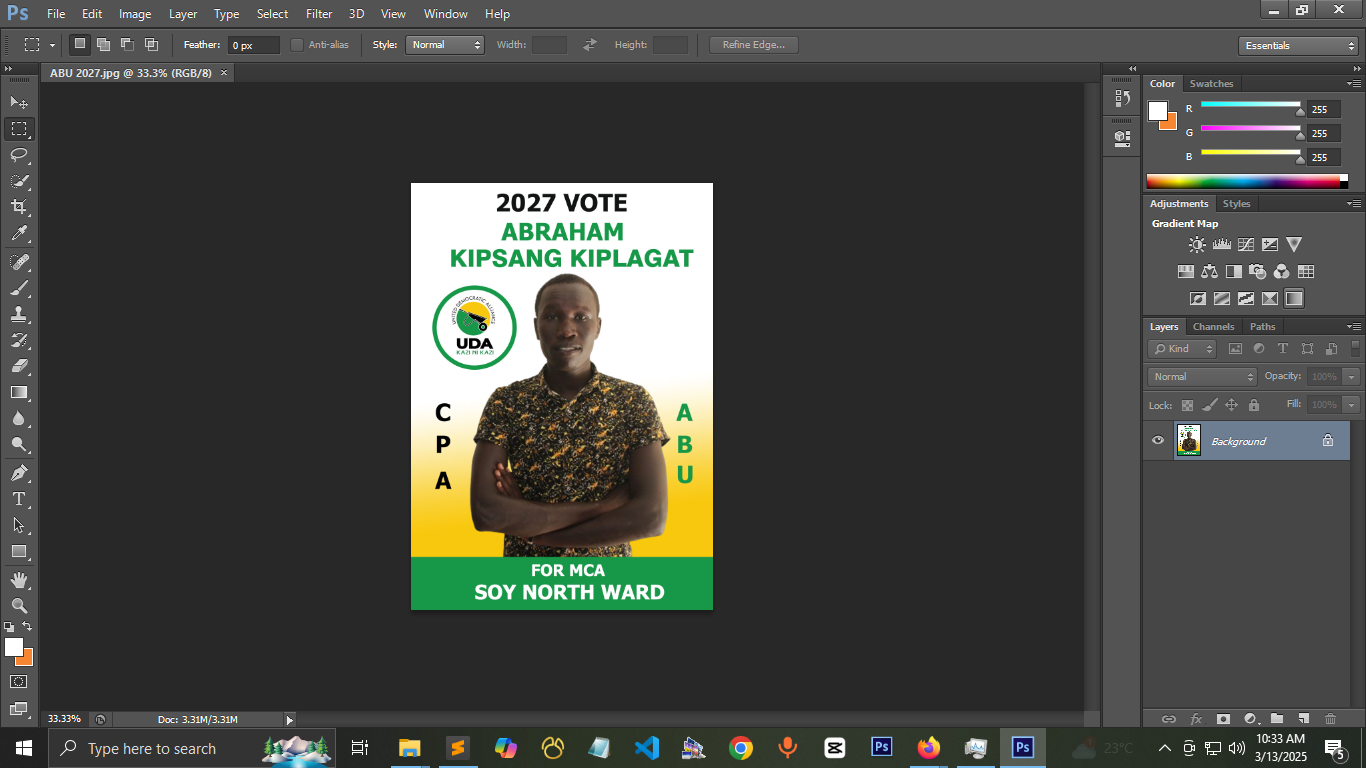 Ps File Edit Image Layer Type Select Filter 3D View Window Help
Feather: 0 px Anti-alias Style: Normal Width: Height: Refine Edge... Essentials
ABU 2027.jpg @ 33.3% (RGB/8) ×
Color Swatches
R 255
G 255
B 255
Adjustments Styles
Gradient Map
Layers Channels Paths
Kind
Normal Opacity: 100%
Lock: Fill: 100%
Background
2027 VOTE
ABRAHAM
KIPSANG KIPLAGAT
UNITED DEMOCRATIC ALLIANCE
UDA
KAZI NI KAZI
C
P
A
A
B
U
FOR MCA
SOY NORTH WARD
33.33% Doc: 3.31M/3.31M
fx
Type here to search
Ps
Ps
23°C
10:33 AM
3/13/2025
5